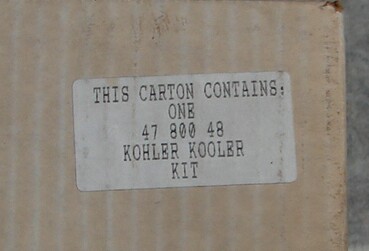 THIS CARTON CONTAINS:
ONE
47 800 48
KOHLER KOOLER
KIT